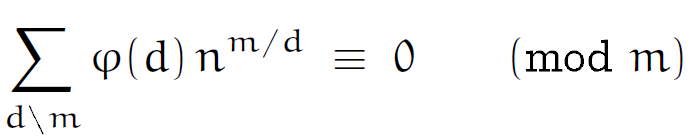 ∑ φ(d) n^{m/d} ≡ 0 (mod m)
d\m